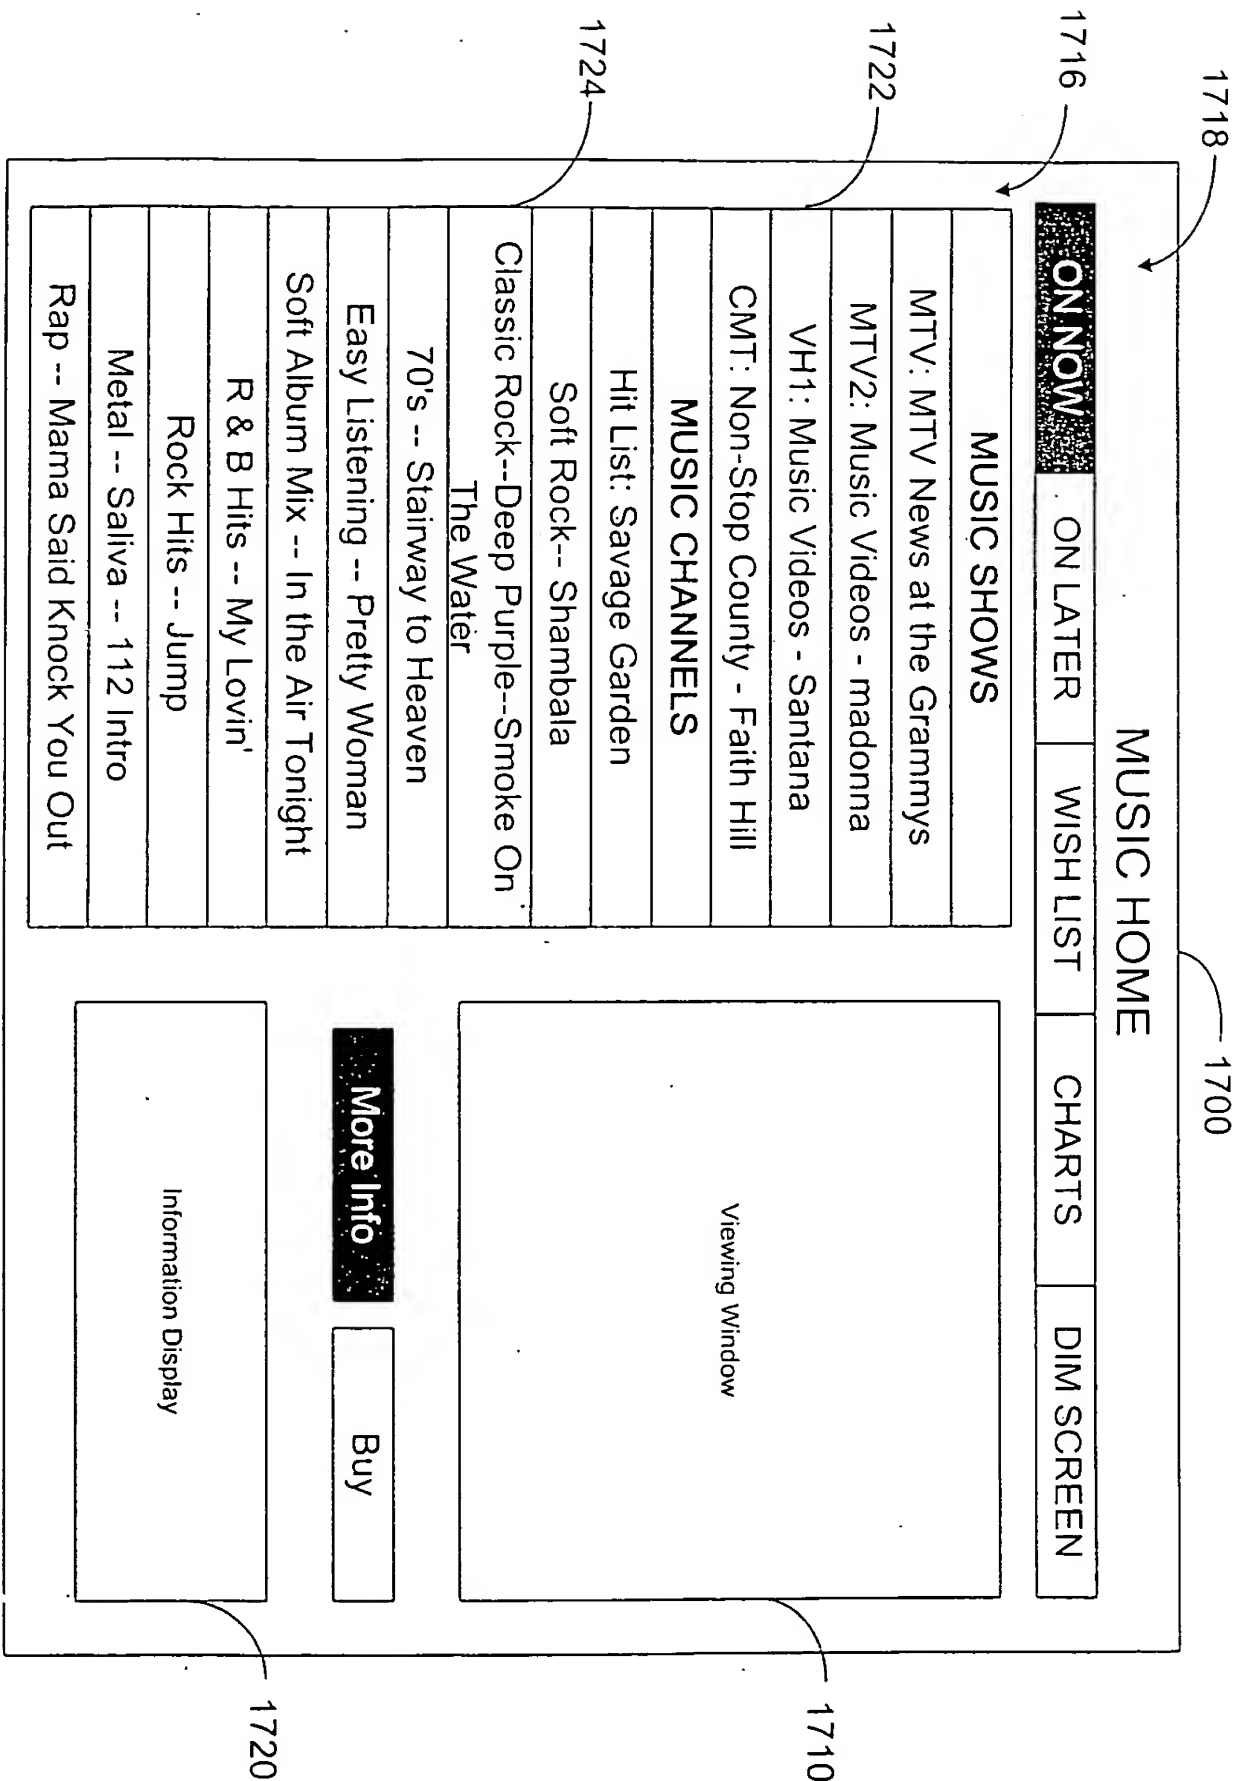 1718
1700
1716
MUSIC HOME
ON NOW
ON LATER
WISH LIST
CHARTS
DIM SCREEN
1722
MUSIC SHOWS
MTV: MTV News at the Grammys
MTV2: Music Videos - madonna
VH1: Music Videos - Santana
CMT: Non-Stop County - Faith Hill
MUSIC CHANNELS
Hit List: Savage Garden
Soft Rock-- Shambala
1724
Classic Rock--Deep Purple--Smoke On
The Water
70's -- Stairway to Heaven
Easy Listening -- Pretty Woman
Soft Album Mix -- In the Air Tonight
R & B Hits -- My Lovin'
Rock Hits -- Jump
Metal -- Saliva -- 112 Intro
Rap -- Mama Said Knock You Out
Viewing Window
1710
More Info
Buy
Information Display
1720